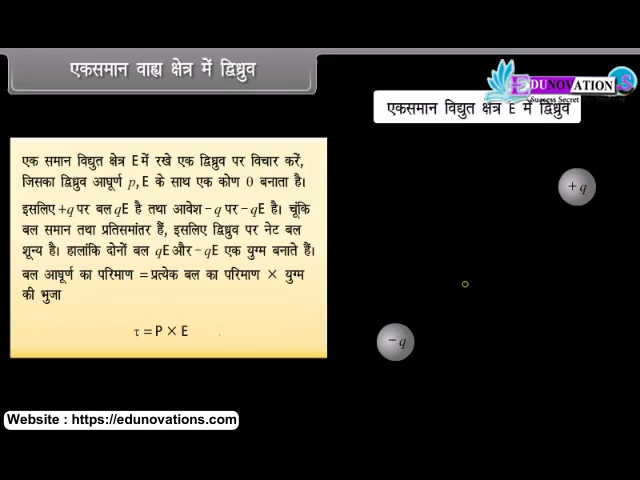 एकसमान वाह्य क्षेत्र में द्विध्रुव
EDUNOVATION S
Success Secret
एकसमान विद्युत क्षेत्र E में द्विध्रुव
एक समान विद्युत क्षेत्र E में रखे एक द्विध्रुव पर विचार करें,
जिसका द्विध्रुव आघूर्ण p, E के साथ एक कोण θ बनाता है।
इसलिए +q पर बल qE है तथा आवेश -q पर -qE है। चूंकि
बल समान तथा प्रतिसमांतर हैं, इसलिए द्विध्रुव पर नेट बल
शून्य है। हालांकि दोनों बल qE और -qE एक युग्म बनाते हैं।
बल आघूर्ण का परिमाण = प्रत्येक बल का परिमाण × युग्म
की भुजा
τ = P × E
+q
-q
Website : https://edunovations.com/